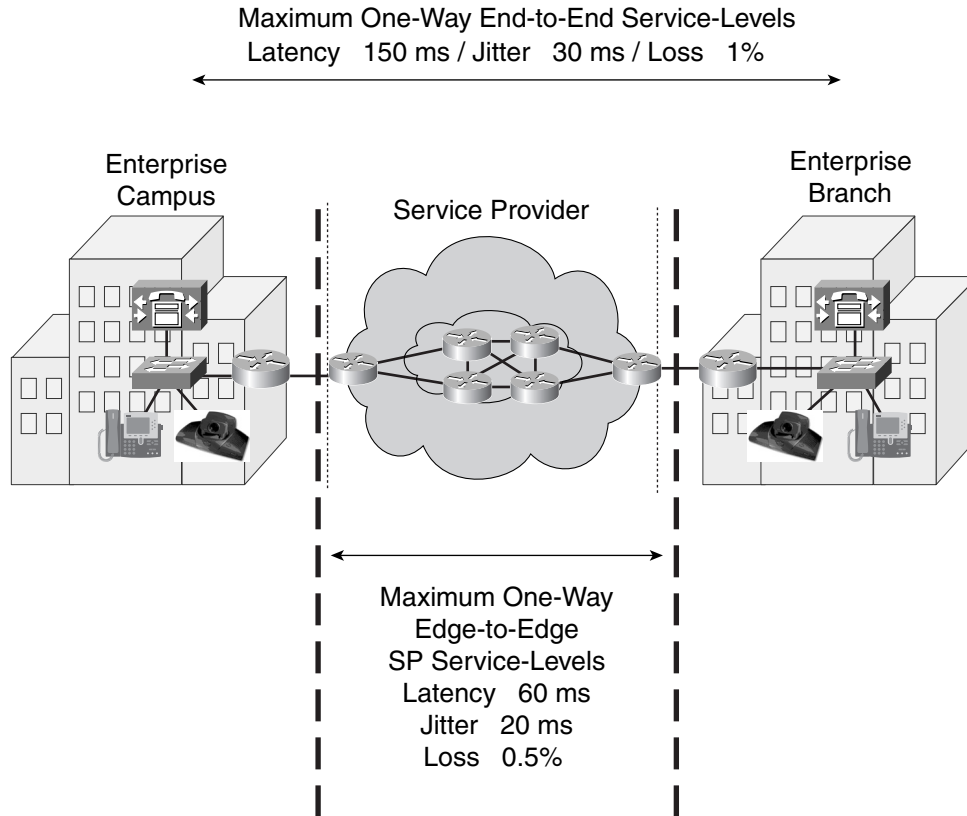 Maximum One-Way End-to-End Service-Levels
Latency 150 ms / Jitter 30 ms / Loss 1%
Enterprise
Campus
Service Provider
Enterprise
Branch
Maximum One-Way
Edge-to-Edge
SP Service-Levels
Latency 60 ms
Jitter 20 ms
Loss 0.5%